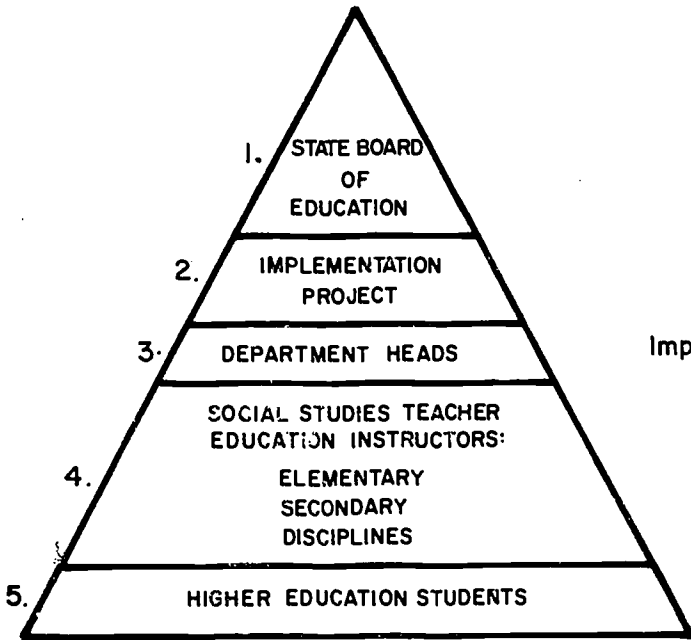 1. STATE BOARD
OF
EDUCATION
2. IMPLEMENTATION
PROJECT
3. DEPARTMENT HEADS
Imp
SOCIAL STUDIES TEACHER
EDUCATION INSTRUCTORS:
4. ELEMENTARY
SECONDARY
DISCIPLINES
5. HIGHER EDUCATION STUDENTS